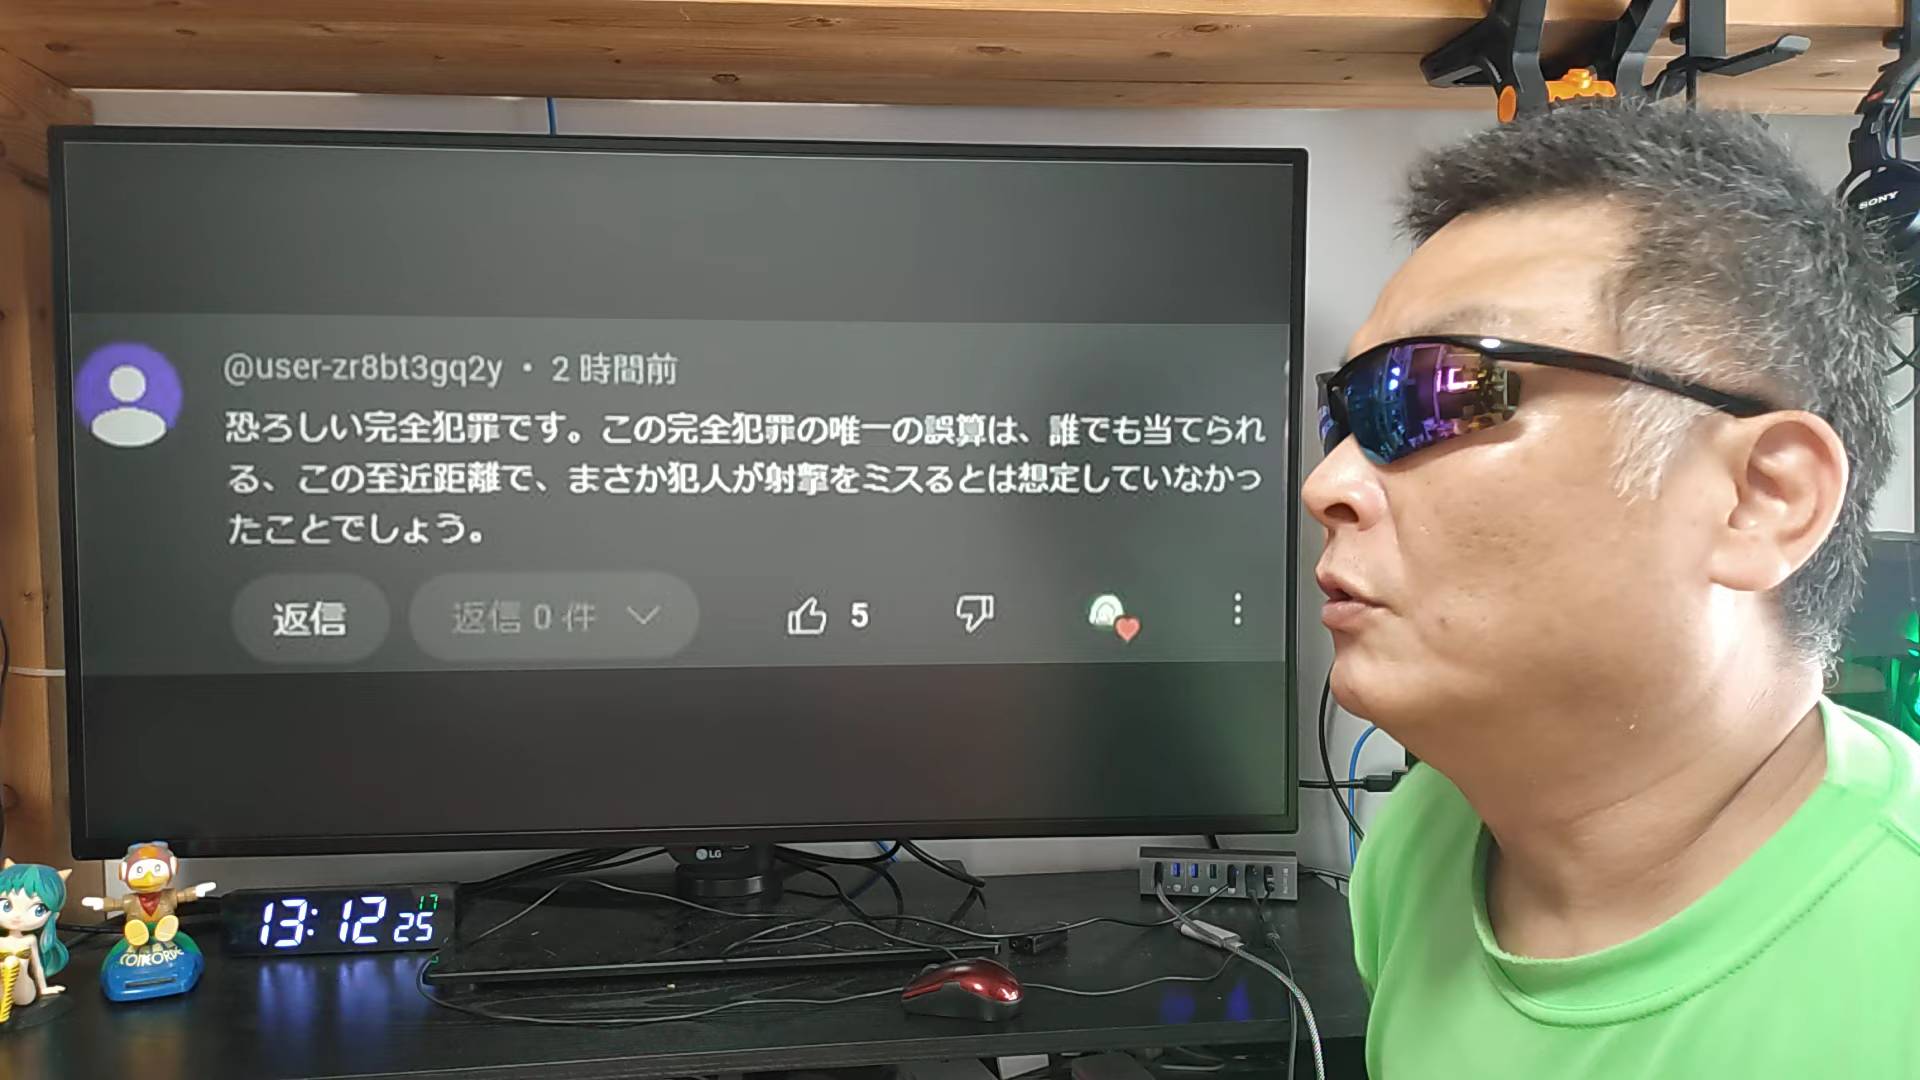 @user-zr8bt3gq2y・2 時間前
恐ろしい完全犯罪です。この完全犯罪の唯一の誤算は、誰でも当てられ
る、この至近距離で、まさか犯人が射撃をミスるとは想定していなかっ
たことでしょう。
返信
返信 0 件
5
SONY
LG
13:12 25
17
CONCORDE